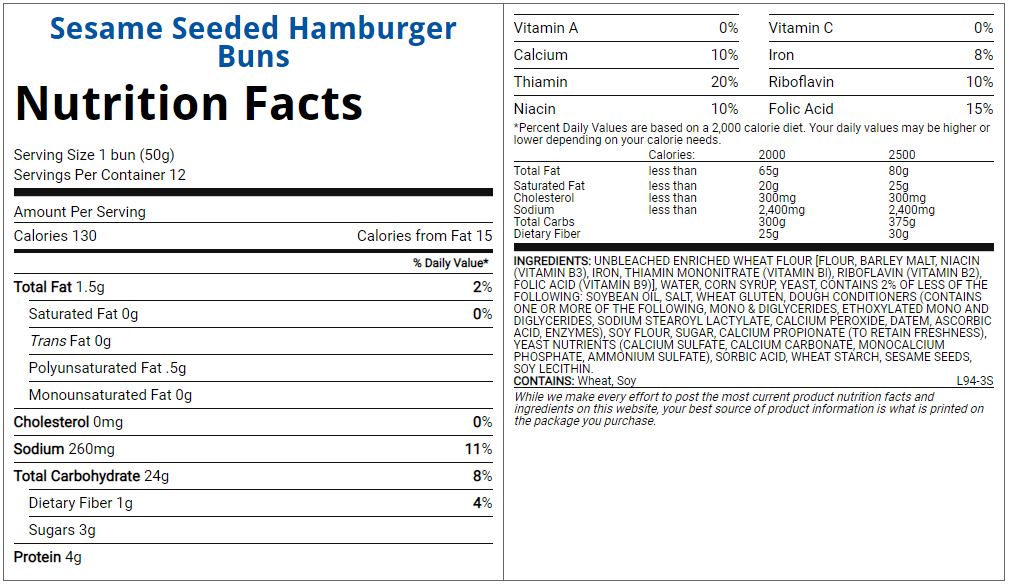 Sesame Seeded Hamburger
Buns
Nutrition Facts
Serving Size 1 bun (50g)
Servings Per Container 12
Amount Per Serving
Calories 130 Calories from Fat 15
% Daily Value*
Total Fat 1.5g 2%
Saturated Fat 0g 0%
Trans Fat 0g
Polyunsaturated Fat .5g
Monounsaturated Fat 0g
Cholesterol 0mg 0%
Sodium 260mg 11%
Total Carbohydrate 24g 8%
Dietary Fiber 1g 4%
Sugars 3g
Protein 4g
Vitamin A 0% Vitamin C 0%
Calcium 10% Iron 8%
Thiamin 20% Riboflavin 10%
Niacin 10% Folic Acid 15%
*Percent Daily Values are based on a 2,000 calorie diet. Your daily values may be higher or
lower depending on your calorie needs.
Calories: 2000 2500
Total Fat less than 65g 80g
Saturated Fat less than 20g 25g
Cholesterol less than 300mg 300mg
Sodium less than 2,400mg 2,400mg
Total Carbs 300g 375g
Dietary Fiber 25g 30g
INGREDIENTS: UNBLEACHED ENRICHED WHEAT FLOUR [FLOUR, BARLEY MALT, NIACIN
(VITAMIN B3), IRON, THIAMIN MONONITRATE (VITAMIN BI), RIBOFLAVIN (VITAMIN B2),
FOLIC ACID (VITAMIN B9)], WATER, CORN SYRUP, YEAST, CONTAINS 2% OF LESS OF THE
FOLLOWING: SOYBEAN OIL, SALT, WHEAT GLUTEN, DOUGH CONDITIONERS (CONTAINS
ONE OR MORE OF THE FOLLOWING, MONO & DIGLYCERIDES, ETHOXYLATED MONO AND
DIGLYCERIDES, SODIUM STEAROYL LACTYLATE, CALCIUM PEROXIDE, DATEM, ASCORBIC
ACID, ENZYMES), SOY FLOUR, SUGAR, CALCIUM PROPIONATE (TO RETAIN FRESHNESS),
YEAST NUTRIENTS (CALCIUM SULFATE, CALCIUM CARBONATE, MONOCALCIUM
PHOSPHATE, AMMONIUM SULFATE), SORBIC ACID, WHEAT STARCH, SESAME SEEDS,
SOY LECITHIN.
CONTAINS: Wheat, Soy L94-3S
While we make every effort to post the most current product nutrition facts and
ingredients on this website, your best source of product information is what is printed on
the package you purchase.